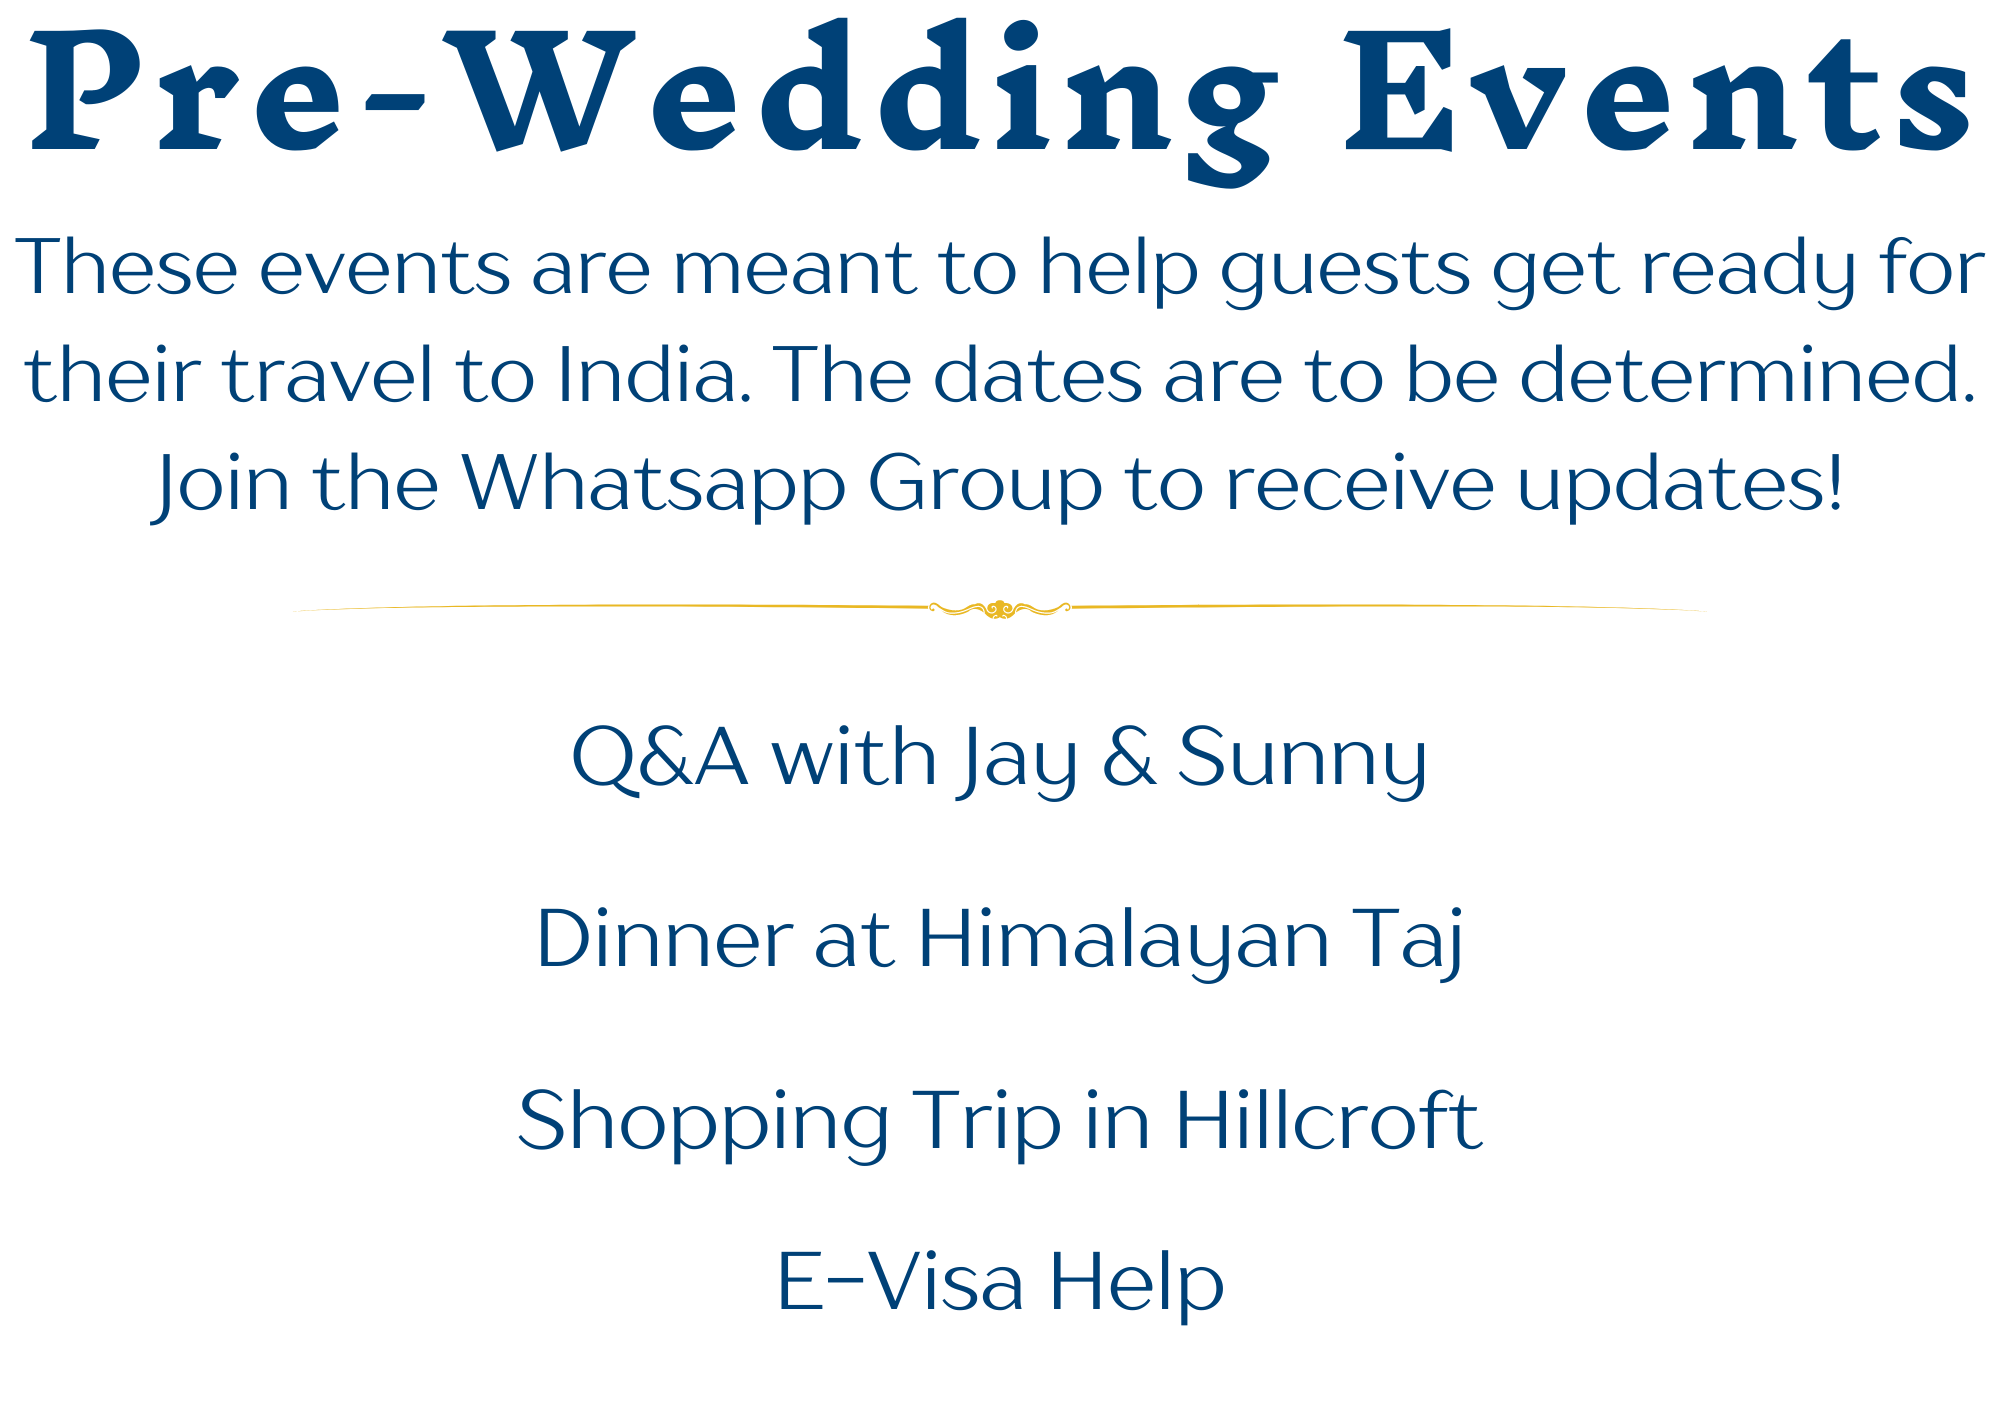 Pre-Wedding Events
These events are meant to help guests get ready for
their travel to India. The dates are to be determined.
Join the Whatsapp Group to receive updates!
Q&A with Jay & Sunny
Dinner at Himalayan Taj
Shopping Trip in Hillcroft
E-Visa Help